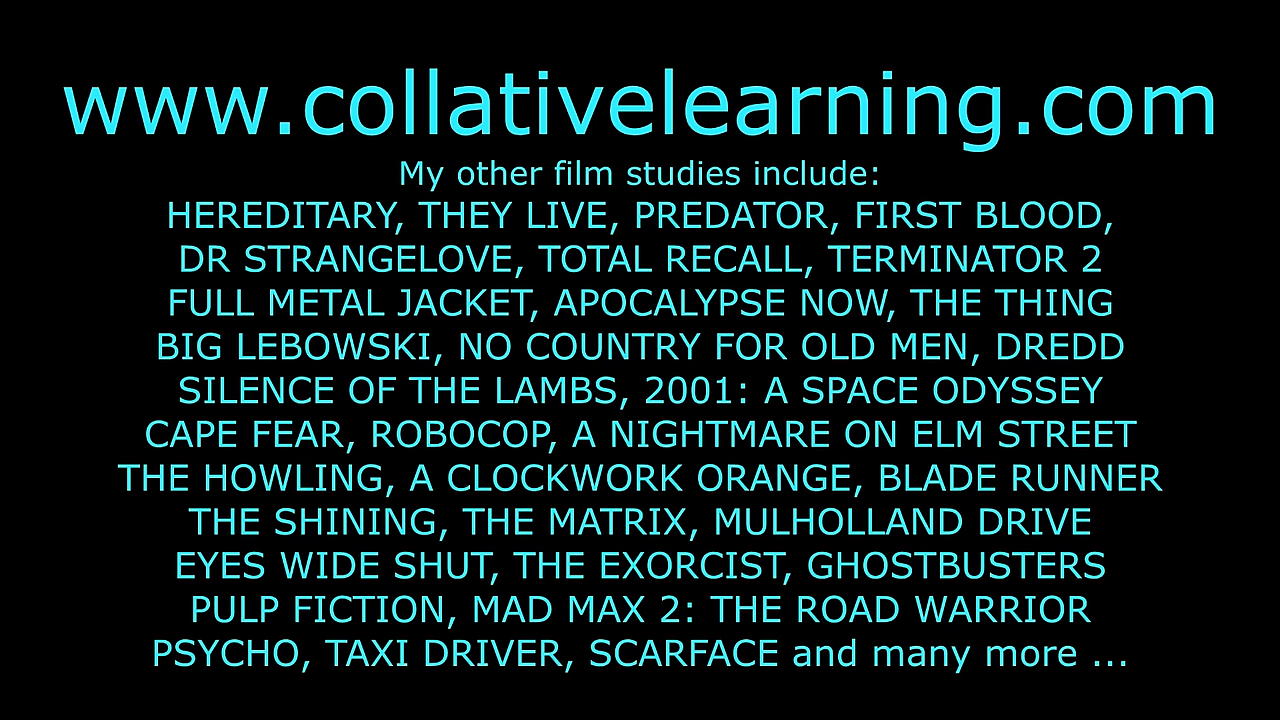 www.collativelearning.com
My other film studies include:
HEREDITARY, THEY LIVE, PREDATOR, FIRST BLOOD,
DR STRANGELOVE, TOTAL RECALL, TERMINATOR 2
FULL METAL JACKET, APOCALYPSE NOW, THE THING
BIG LEBOWSKI, NO COUNTRY FOR OLD MEN, DREDD
SILENCE OF THE LAMBS, 2001: A SPACE ODYSSEY
CAPE FEAR, ROBOCOP, A NIGHTMARE ON ELM STREET
THE HOWLING, A CLOCKWORK ORANGE, BLADE RUNNER
THE SHINING, THE MATRIX, MULHOLLAND DRIVE
EYES WIDE SHUT, THE EXORCIST, GHOSTBUSTERS
PULP FICTION, MAD MAX 2: THE ROAD WARRIOR
PSYCHO, TAXI DRIVER, SCARFACE and many more ...